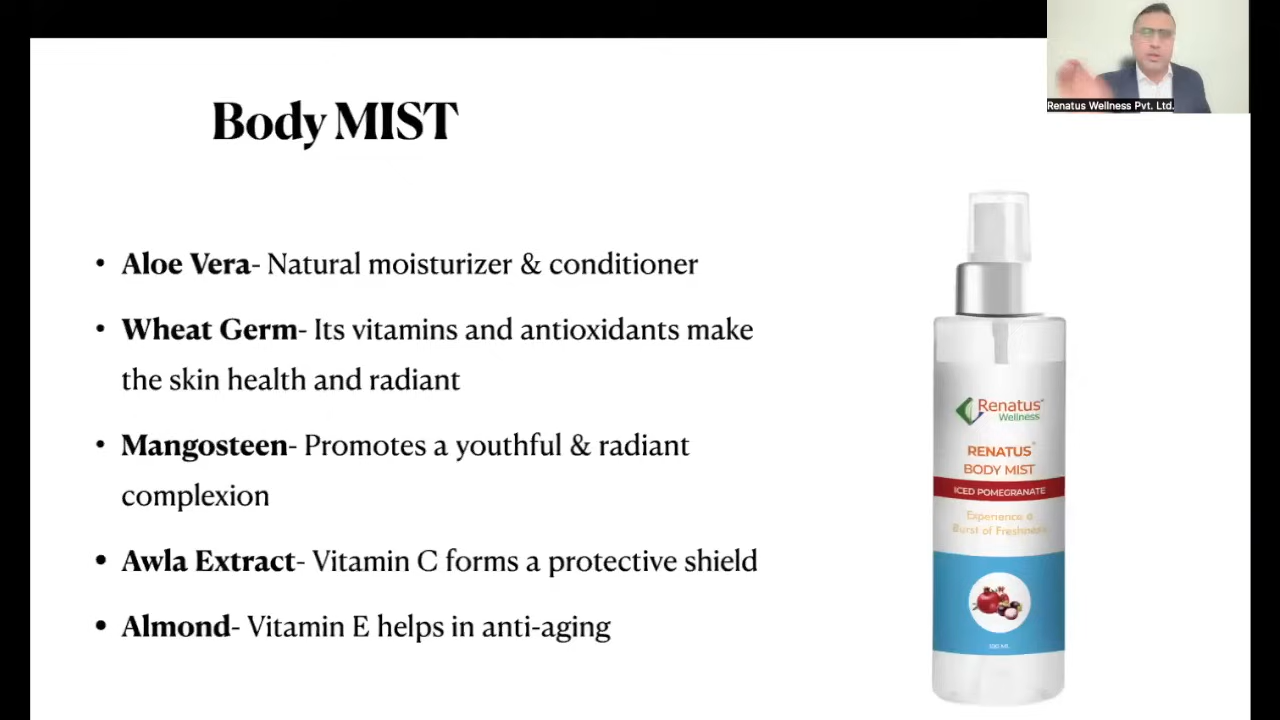 Renatus Wellness Pvt. Ltd.
Body MIST
• Aloe Vera- Natural moisturizer & conditioner
• Wheat Germ- Its vitamins and antioxidants make
the skin health and radiant
• Mangosteen- Promotes a youthful & radiant
complexion
• Awla Extract- Vitamin C forms a protective shield
• Almond- Vitamin E helps in anti-aging
Renatus®
Wellness
RENATUS®
BODY MIST
ICED POMEGRANATE
Experience a
Burst of Freshness
100 ML